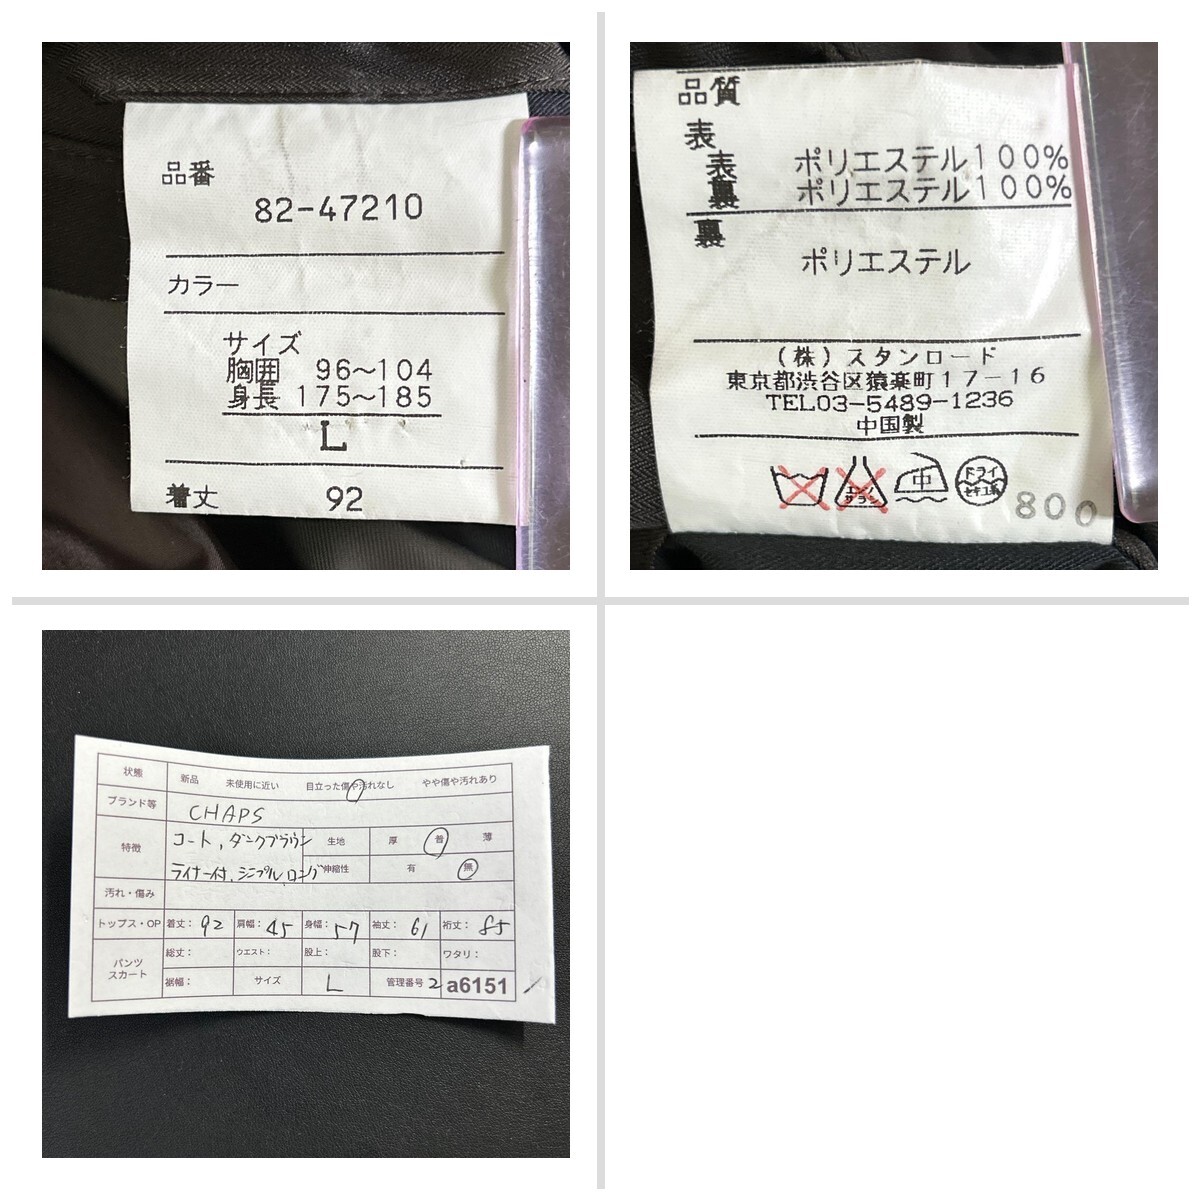 品番
82-47210
カラー
サイズ
胸囲 96～104
身長 175～185
L
着丈 92
品質
表
表 ポリエステル100%
裏 ポリエステル100%
裏
ポリエステル
(株)スタンロード
東京都渋谷区猿楽町17-16
TEL03-5489-1236
中国製
エンソサラシ
中
ドライ
セキユ系
800
状態 新品 未使用に近い 目立った傷や汚れなし やや傷や汚れあり
ブランド等 CHAPS
特徴 コート、ダークブラウン 生地 厚 普 薄
ライナー付、シンプル、ロング 伸縮性 有 無
汚れ・傷み
トップス・OP 着丈：92 肩幅：45 身幅：57 袖丈：61 裄丈：85
パンツ スカート 総丈： ウエスト： 股上： 股下： ワタリ：
裾幅： サイズ L 管理番号 2 a6151